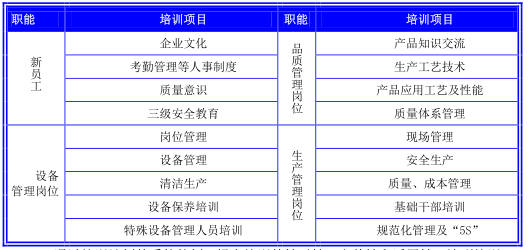 职能 培训项目 职能 培训项目
新员工 企业文化 品质管理岗位 产品知识交流
考勤管理等人事制度 生产工艺技术
质量意识 产品应用工艺及性能
三级安全教育 质量体系管理
设备管理岗位 岗位管理 生产管理岗位 现场管理
设备管理 安全生产
清洁生产 质量、成本管理
设备保养培训 基础干部培训
特殊设备管理人员培训 规范化管理及“5S”